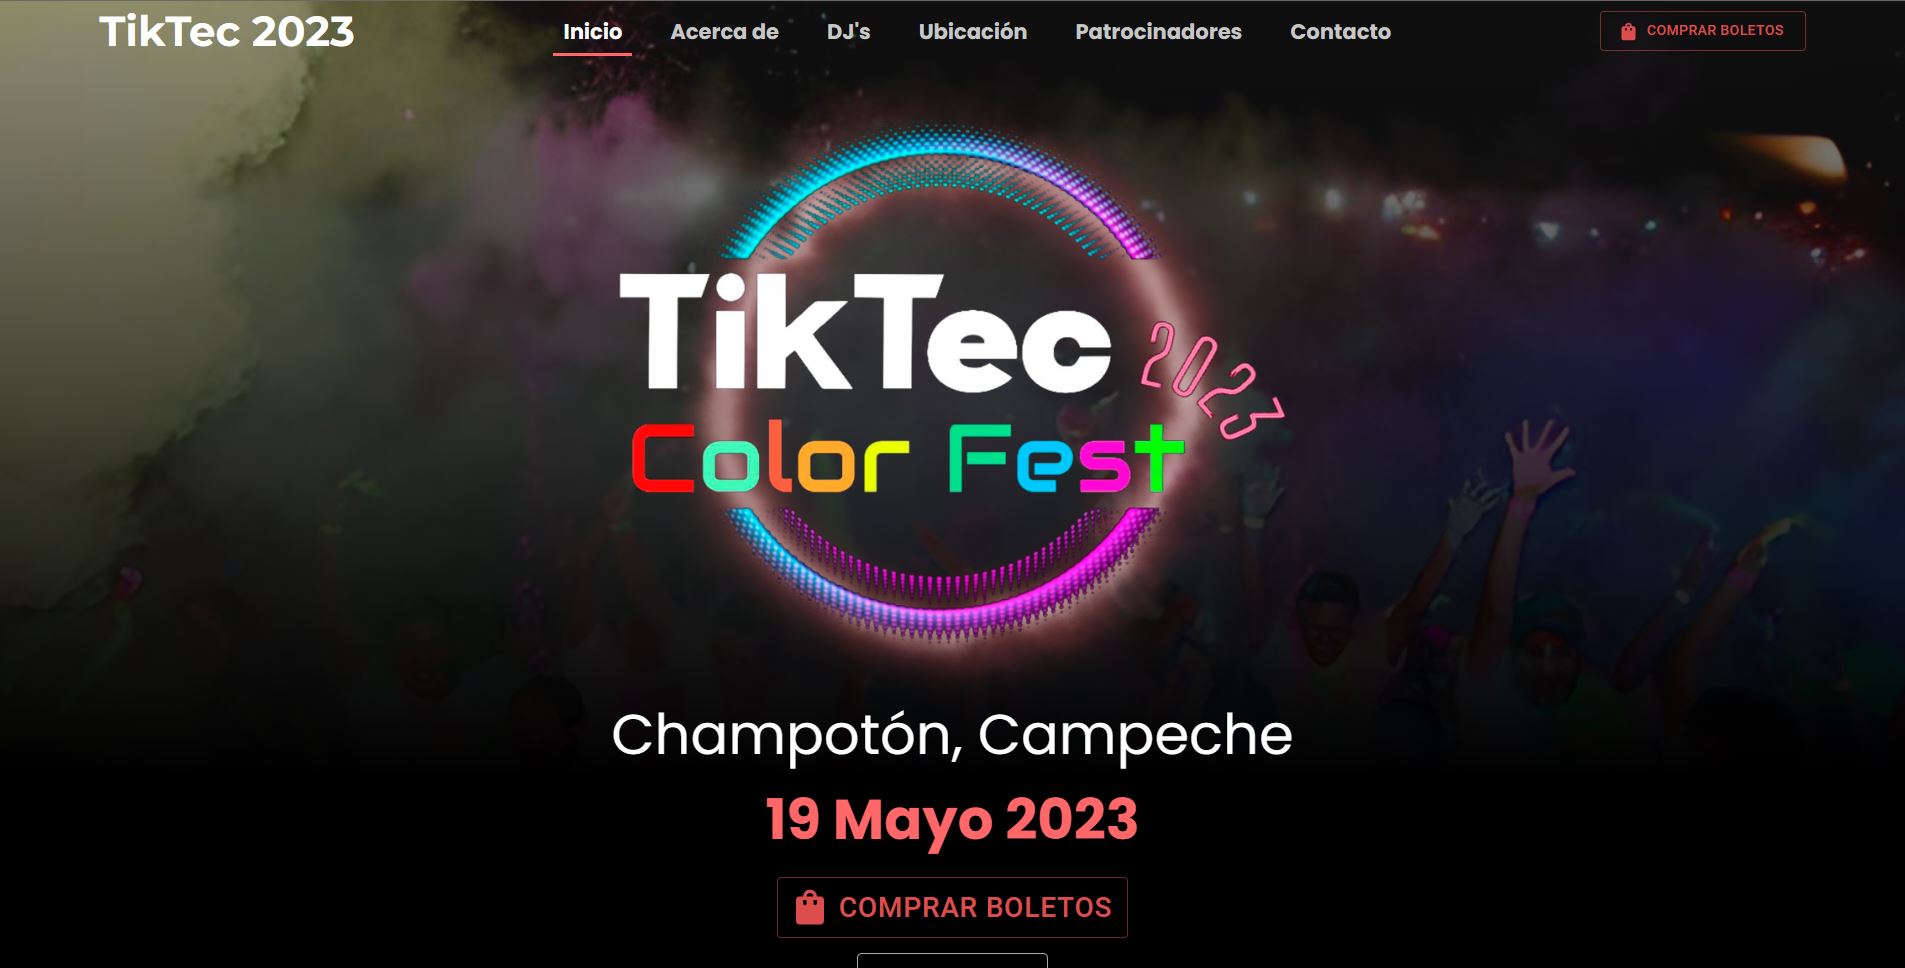 TikTec 2023
Inicio Acerca de DJ's Ubicación Patrocinadores Contacto
COMPRAR BOLETOS
TikTec 2023
Color Fest
Champotón, Campeche
19 Mayo 2023
COMPRAR BOLETOS